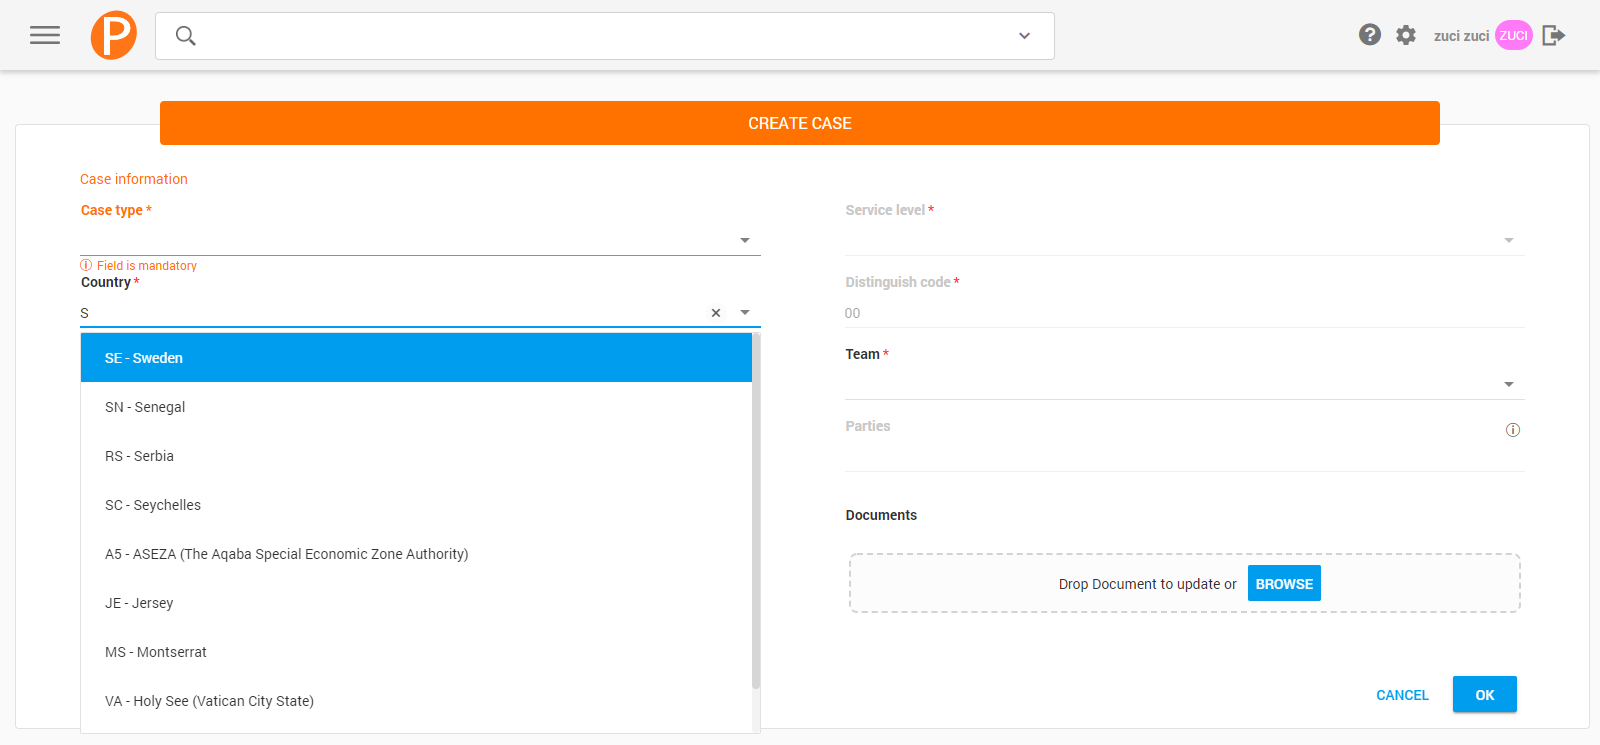 P
zuci zuci ZUCI
CREATE CASE
Case information
Case type *
Field is mandatory
Country *
S
SE - Sweden
SN - Senegal
RS - Serbia
SC - Seychelles
A5 - ASEZA (The Aqaba Special Economic Zone Authority)
JE - Jersey
MS - Montserrat
VA - Holy See (Vatican City State)
Service level *
Distinguish code *
00
Team *
Parties
Documents
Drop Document to update or BROWSE
CANCEL OK